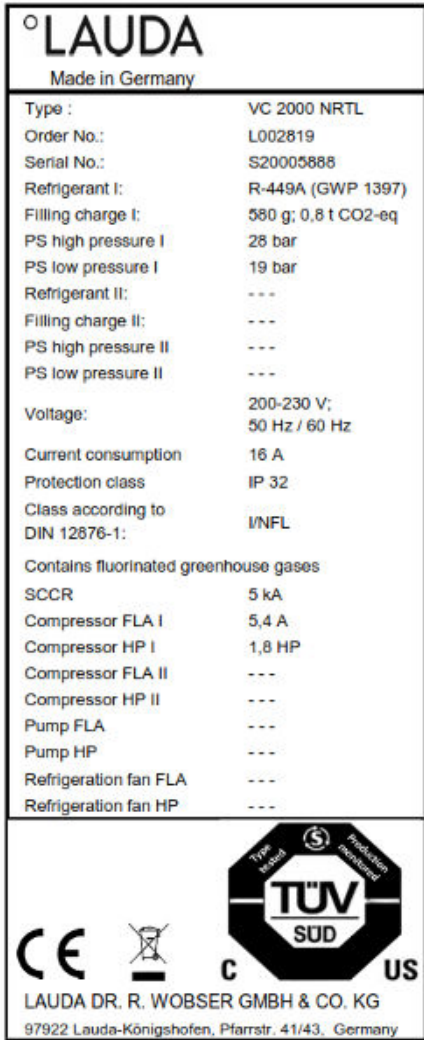 °LAUDA
Made in Germany
Type : VC 2000 NRTL
Order No.: L002819
Serial No.: S20005888
Refrigerant I: R-449A (GWP 1397)
Filling charge I: 580 g; 0,8 t CO2-eq
PS high pressure I 28 bar
PS low pressure I 19 bar
Refrigerant II: - - -
Filling charge II: - - -
PS high pressure II - - -
PS low pressure II - - -
Voltage: 200-230 V;
50 Hz / 60 Hz
Current consumption 16 A
Protection class IP 32
Class according to
DIN 12876-1: I/NFL
Contains fluorinated greenhouse gases
SCCR 5 kA
Compressor FLA I 5,4 A
Compressor HP I 1,8 HP
Compressor FLA II - - -
Compressor HP II - - -
Pump FLA - - -
Pump HP - - -
Refrigeration fan FLA - - -
Refrigeration fan HP - - -
Type tested
S
Production monitored
TÜV
SÜD
CE
C US
LAUDA DR. R. WOBSER GMBH & CO. KG
97922 Lauda-Königshofen, Pfarrstr. 41/43, Germany